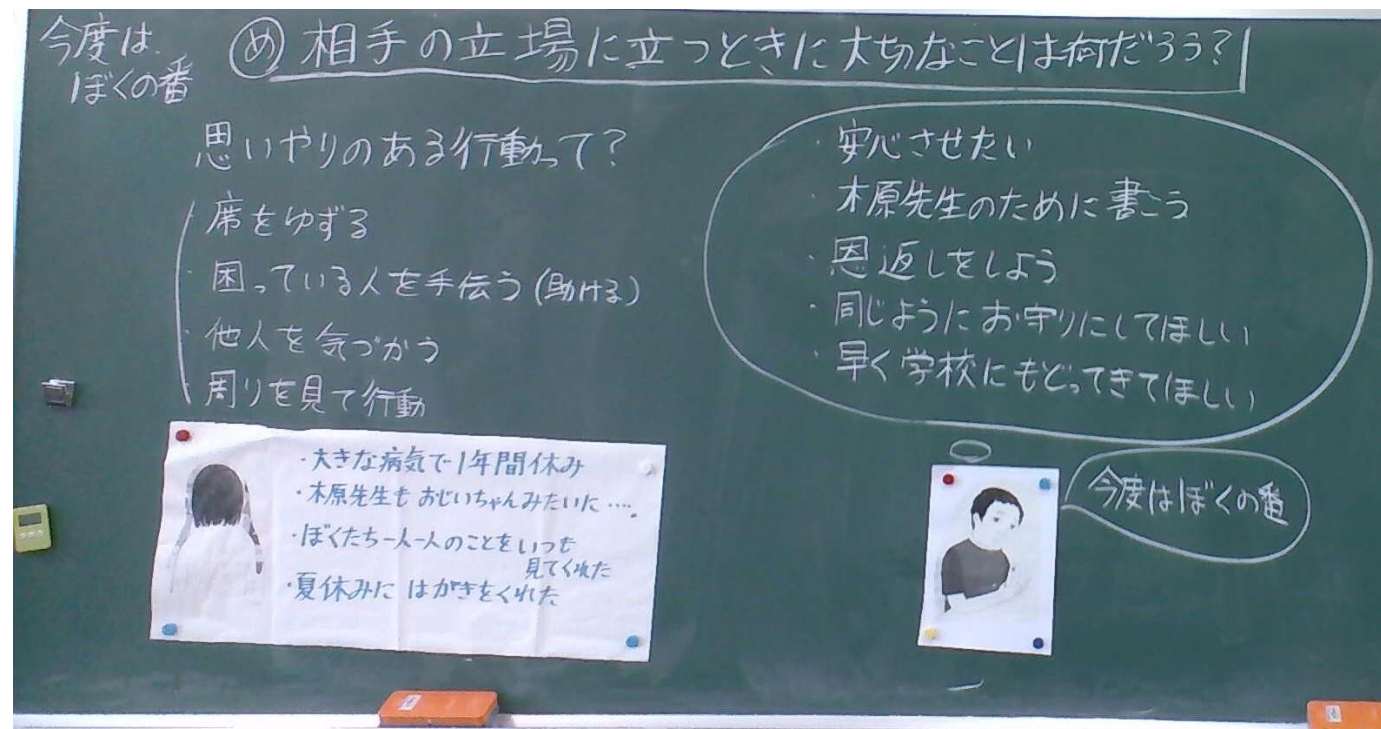 今度は
ぼくの番
め 相手の立場に立つときに大切なことは何だろう？
思いやりのある行動って？
・席をゆずる
・困っている人を手伝う（助ける）
・他人を気づかう
・周りを見て行動
・大きな病気で1年間休み
・木原先生もおじいちゃんみたいに….
・ぼくたち一人一人のことをいつも
見てくれた
・夏休みに はがきをくれた
・安心させたい
・木原先生のために書こう
・恩返しをしよう
・同じようにお守りにしてほしい
・早く学校にもどってきてほしい
今度はぼくの番